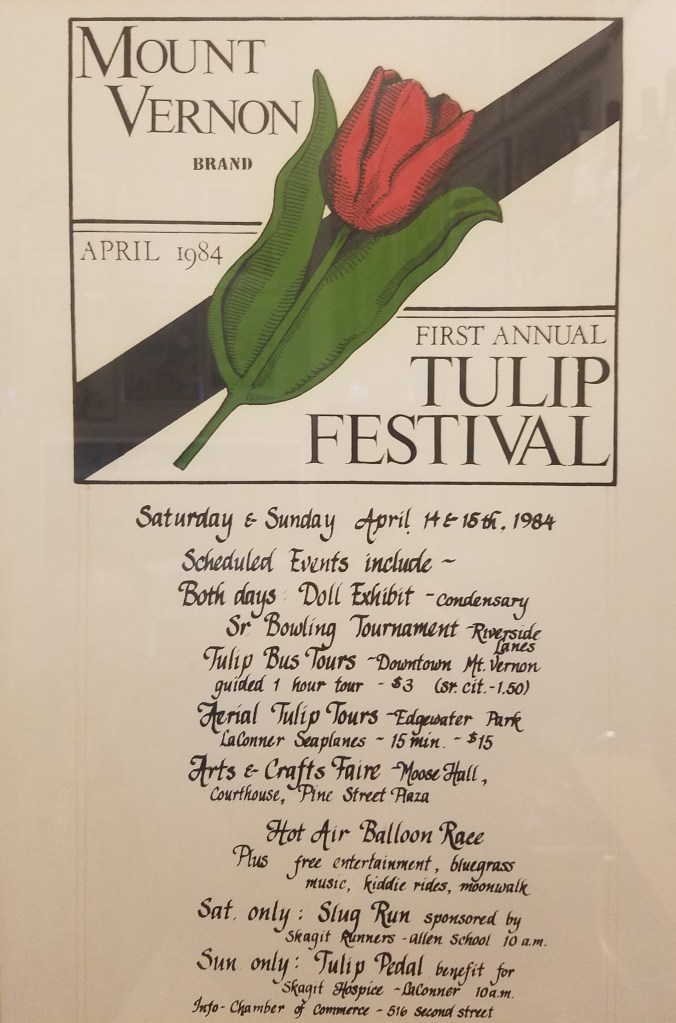 MOUNT
VERNON
BRAND
APRIL 1984
FIRST ANNUAL
TULIP
FESTIVAL
Saturday & Sunday April 14 & 15th, 1984
Scheduled Events include ~
Both days: Doll Exhibit - Condensary
Sr Bowling Tournament - Riverside
Lanes
Tulip Bus Tours - Downtown Mt. Vernon
guided 1 hour tour - $3 (sr. cit. - 1.50)
Aerial Tulip Tours - Edgewater Park
LaConner Seaplanes - 15 min. - $15
Arts & Crafts Faire - Moose Hall,
Courthouse, Pine Street Plaza
Hot Air Balloon Race
Plus free entertainment, bluegrass
music, kiddie rides, moonwalk
Sat. only: Slug Run sponsored by
Skagit Runners - Allen School 10 a.m.
Sun only: Tulip Pedal benefit for
Skagit Hospice - LaConner 10 a.m.
Info - Chamber of Commerce - 516 Second Street